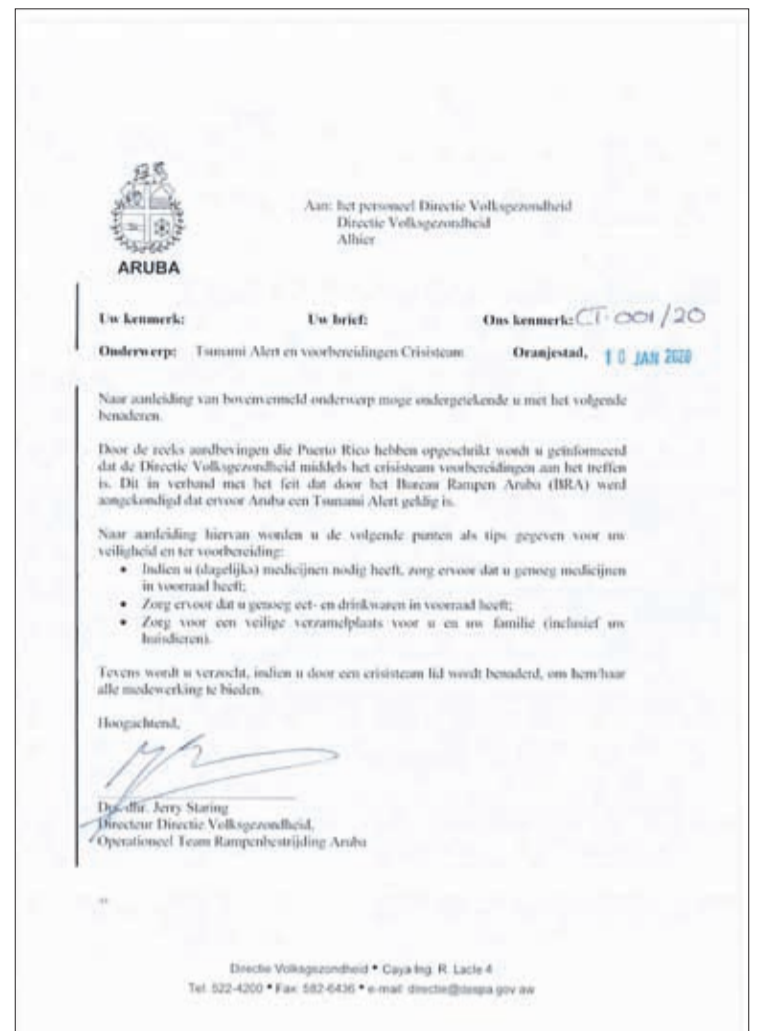 Aan: het personeel Directie Volksgezondheid
Directie Volksgezondheid
Alhier
ARUBA
Uw kenmerk: Uw brief: Ons kenmerk: CT-001/20
Onderwerp: Tsunami Alert en voorbereidingen Crisisteam Oranjestad, 10 JAN 2020
Naar aanleiding van bovenvermeld onderwerp moge ondergetekende u met het volgende
benaderen.
Door de reeks aardbevingen die Puerto Rico hebben opgeschrikt wordt u geïnformeerd
dat de Directie Volksgezondheid middels het crisisteam voorbereidingen aan het treffen
is. Dit in verband met het feit dat door het Bureau Rampen Aruba (BRA) werd
aangekondigd dat ervoor Aruba een Tsunami Alert geldig is.
Naar aanleiding hiervan worden u de volgende punten als tips gegeven voor uw
veiligheid en ter voorbereiding:
• Indien u (dagelijks) medicijnen nodig heeft, zorg ervoor dat u genoeg medicijnen
in voorraad heeft;
• Zorg ervoor dat u genoeg eet- en drinkwaren in voorraad heeft;
• Zorg voor een veilige verzamelplaats voor u en uw familie (inclusief uw
huisdieren).
Tevens wordt u verzocht, indien u door een crisisteam lid wordt benaderd, om hem/haar
alle medewerking te bieden.
Hoogachtend,
Drs. dhr. Jerry Staring
Directeur Directie Volksgezondheid,
Operationeel Team Rampenbestrijding Aruba
Directie Volksgezondheid • Caya Ing. R. Lacle 4
Tel: 522-4200 • Fax: 582-6436 • e-mail: directie@despa.gov.aw